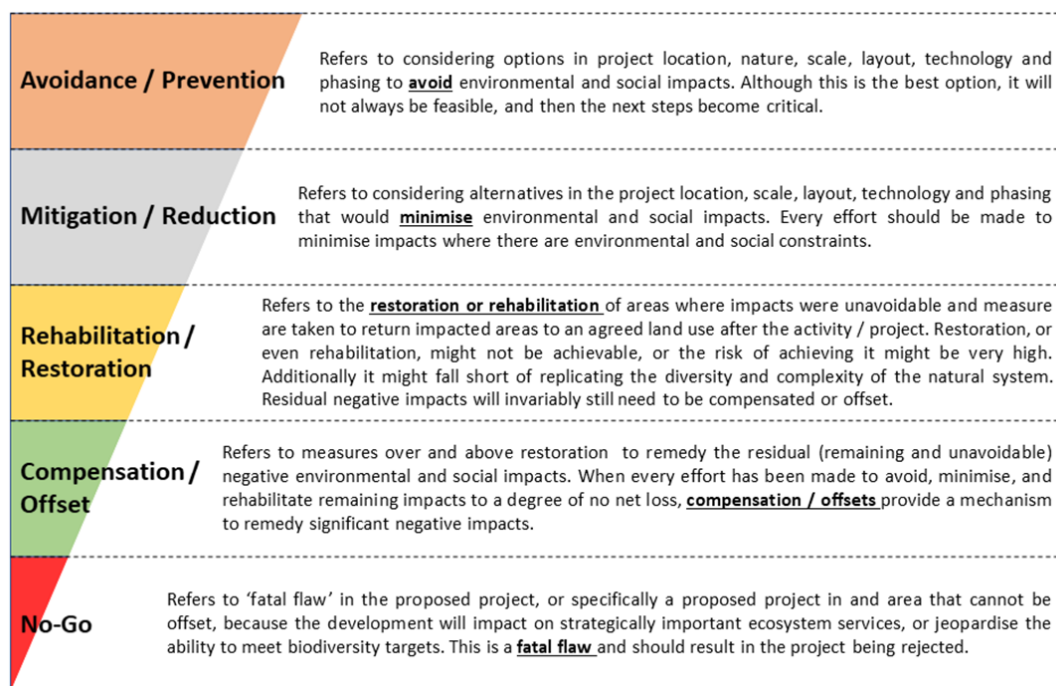 Avoidance / Prevention
Refers to considering options in project location, nature, scale, layout, technology and
phasing to avoid environmental and social impacts. Although this is the best option, it will
not always be feasible, and then the next steps become critical.
Mitigation / Reduction
Refers to considering alternatives in the project location, scale, layout, technology and phasing
that would minimise environmental and social impacts. Every effort should be made to
minimise impacts where there are environmental and social constraints.
Rehabilitation /
Restoration
Refers to the restoration or rehabilitation of areas where impacts were unavoidable and measure
are taken to return impacted areas to an agreed land use after the activity / project. Restoration, or
even rehabilitation, might not be achievable, or the risk of achieving it might be very high.
Additionally it might fall short of replicating the diversity and complexity of the natural system.
Residual negative impacts will invariably still need to be compensated or offset.
Compensation /
Offset
Refers to measures over and above restoration to remedy the residual (remaining and unavoidable)
negative environmental and social impacts. When every effort has been made to avoid, minimise, and
rehabilitate remaining impacts to a degree of no net loss, compensation / offsets provide a mechanism
to remedy significant negative impacts.
No-Go
Refers to ‘fatal flaw’ in the proposed project, or specifically a proposed project in and area that cannot be
offset, because the development will impact on strategically important ecosystem services, or jeopardise the
ability to meet biodiversity targets. This is a fatal flaw and should result in the project being rejected.